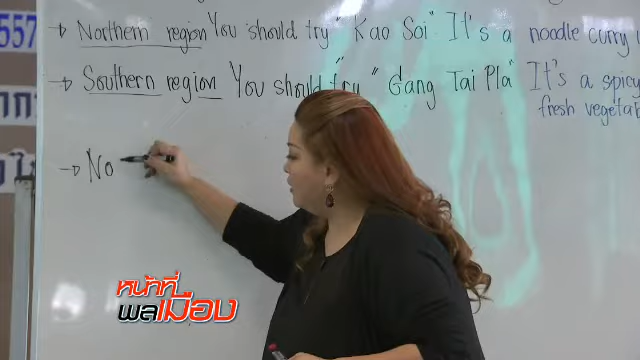 557
→ Northern region You should try " Kao Soi" It's a noodle curry
→ Southern region You should try " Gang Tai Pla" It's a spicy
fresh vegetab
→ No
หน้าที่
พลเมือง